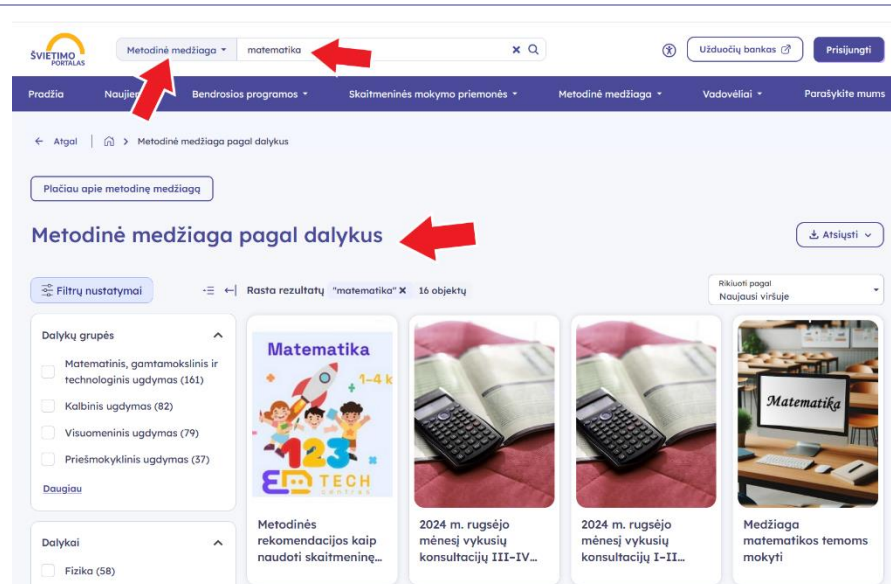 ŠVIETIMO
PORTALAS
Metodinė medžiaga
matematika
Užduočių bankas
Prisijungti
Pradžia
Bendrosios programos
Skaitmeninės mokymo priemonės
Metodinė medžiaga
Vadovėliai
Parašykite mums
Atgal
Metodinė medžiaga pagal dalykus
Plačiau apie metodinę medžiagą
Metodinė medžiaga pagal dalykus
Atsiųsti
Filtrų nustatymai
Rasta rezultatų "matematika" 16 objektų
Rikiuoti pagal
Naujausi viršuje
Dalykų grupės
Matematinis, gamtamokslinis ir
technologinis ugdymas (161)
Kalbinis ugdymas (82)
Visuomeninis ugdymas (79)
Priešmokyklinis ugdymas (37)
Daugiau
Dalykai
Fizika (58)
Matematika
1-4 k
123
ED TECH
centras
Metodinės
rekomendacijos kaip
naudoti skaitmeninę...
2024 m. rugsėjo
mėnesį vykusių
konsultacijų III–IV...
2024 m. rugsėjo
mėnesį vykusių
konsultacijų I–II...
Matematika
Medžiaga
matematikos temoms
mokyti